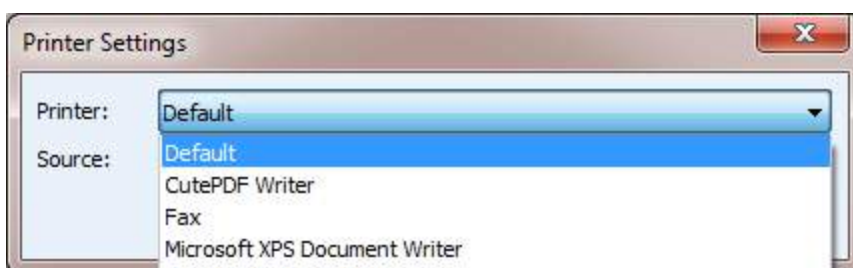 Printer Settings
Printer: Default
Source: Default
CutePDF Writer
Fax
Microsoft XPS Document Writer